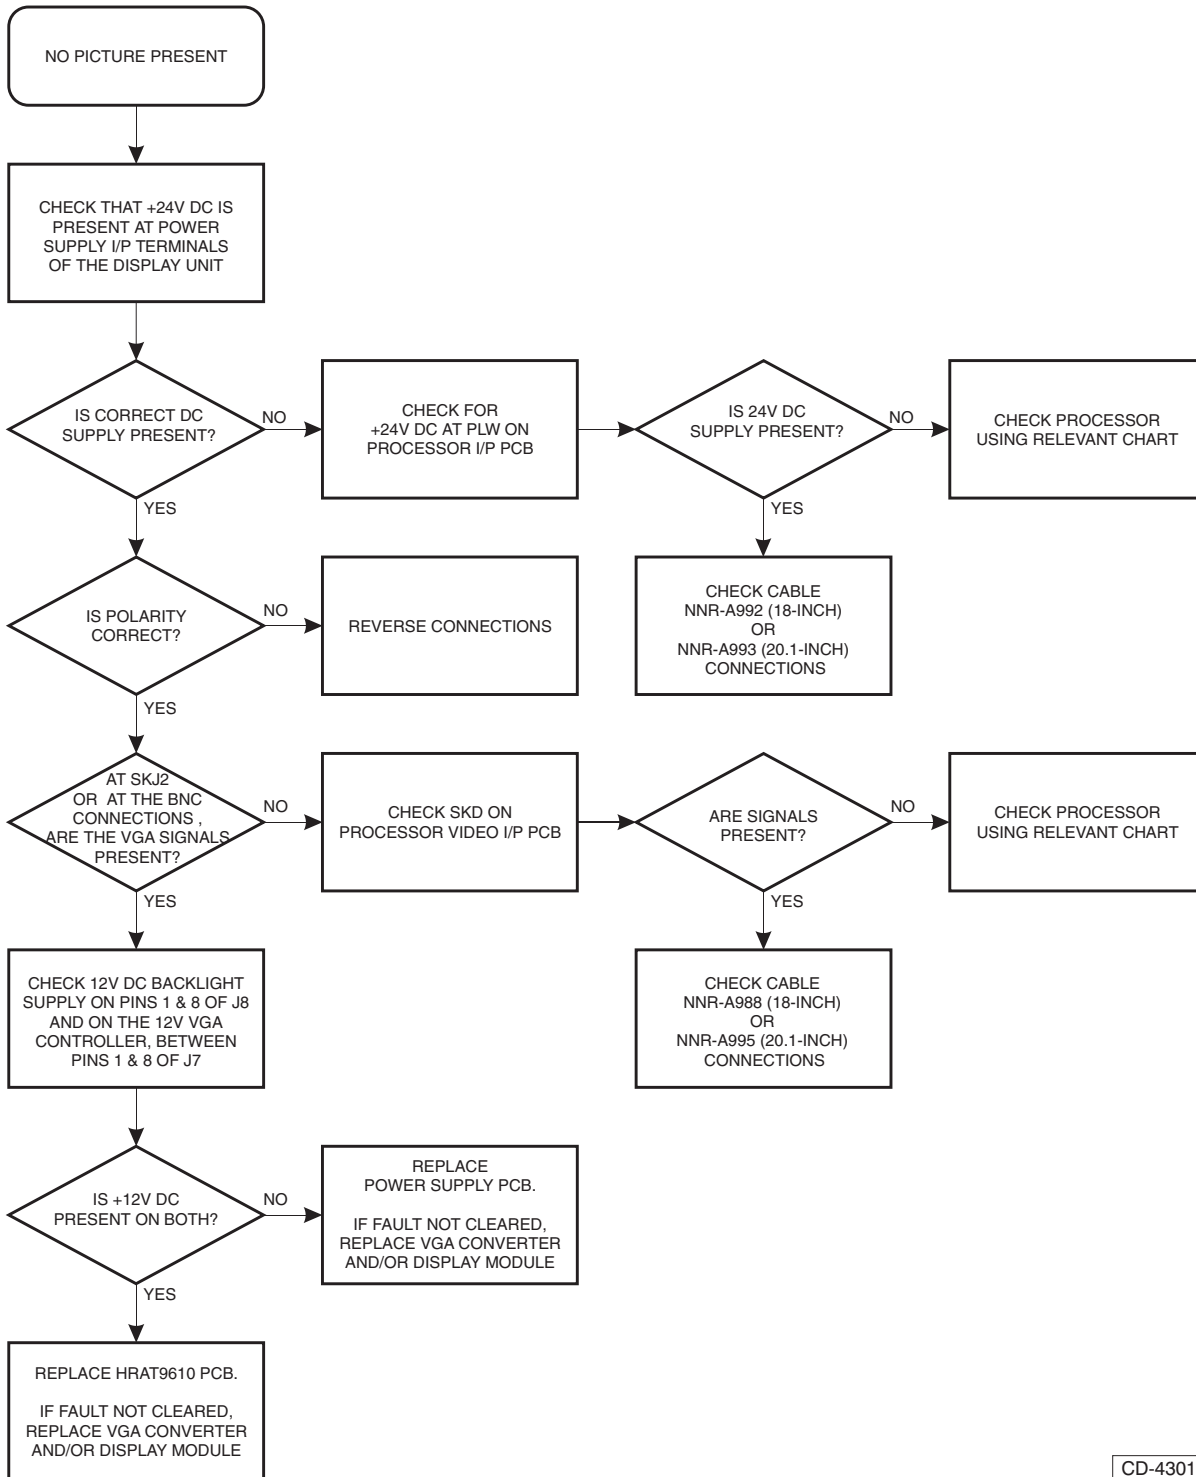 NO PICTURE PRESENT
CHECK THAT +24V DC IS
PRESENT AT POWER
SUPPLY I/P TERMINALS
OF THE DISPLAY UNIT
IS CORRECT DC
SUPPLY PRESENT?
NO
CHECK FOR
+24V DC AT PLW ON
PROCESSOR I/P PCB
IS 24V DC
SUPPLY PRESENT?
NO
CHECK PROCESSOR
USING RELEVANT CHART
YES
YES
IS POLARITY
CORRECT?
NO
REVERSE CONNECTIONS
CHECK CABLE
NNR-A992 (18-INCH)
OR
NNR-A993 (20.1-INCH)
CONNECTIONS
YES
AT SKJ2
OR AT THE BNC
CONNECTIONS ,
ARE THE VGA SIGNALS
PRESENT?
NO
CHECK SKD ON
PROCESSOR VIDEO I/P PCB
ARE SIGNALS
PRESENT?
NO
CHECK PROCESSOR
USING RELEVANT CHART
YES
YES
CHECK 12V DC BACKLIGHT
SUPPLY ON PINS 1 & 8 OF J8
AND ON THE 12V VGA
CONTROLLER, BETWEEN
PINS 1 & 8 OF J7
CHECK CABLE
NNR-A988 (18-INCH)
OR
NNR-A995 (20.1-INCH)
CONNECTIONS
IS +12V DC
PRESENT ON BOTH?
NO
REPLACE
POWER SUPPLY PCB.
IF FAULT NOT CLEARED,
REPLACE VGA CONVERTER
AND/OR DISPLAY MODULE
YES
REPLACE HRAT9610 PCB.
IF FAULT NOT CLEARED,
REPLACE VGA CONVERTER
AND/OR DISPLAY MODULE
CD-4301